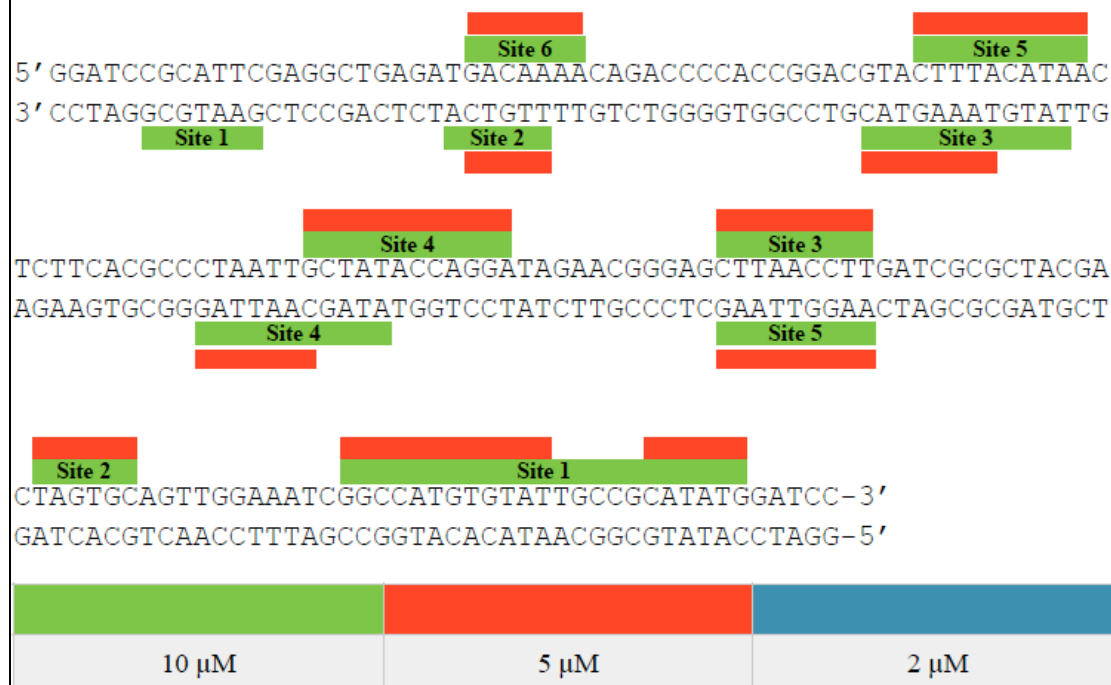 Site 6 Site 5
5’GGATCCGCATTCGAGGCTGAGATGACAAAACAGACCCCACCGGACGTACTTTACATAAC
3’CCTAGGCGTAAGCTCCGACTCTACTGTTTTGTCTGGGGTGGCCTGCATGAAATGTATTG
Site 1 Site 2 Site 3
Site 4 Site 3
TCTTCACGCCCTAATTGCTATACCAGGATAGAACGGGAGCTTAACCTTGATCGCGCTACGA
AGAAGTGCGGGATTAACGATATGGTCCTATCTTGCCCTCGAATTGGAACTAGCGCGATGCT
Site 4 Site 5
Site 2 Site 1
CTAGTGCAGTTGGAAATCGGCCATGTGTATTGCCGCATATGGATCC-3’
GATCACGTCAACCTTTAGCCGGTACACATAACGGCGTATACCTAGG-5’
10 μM 5 μM 2 μM